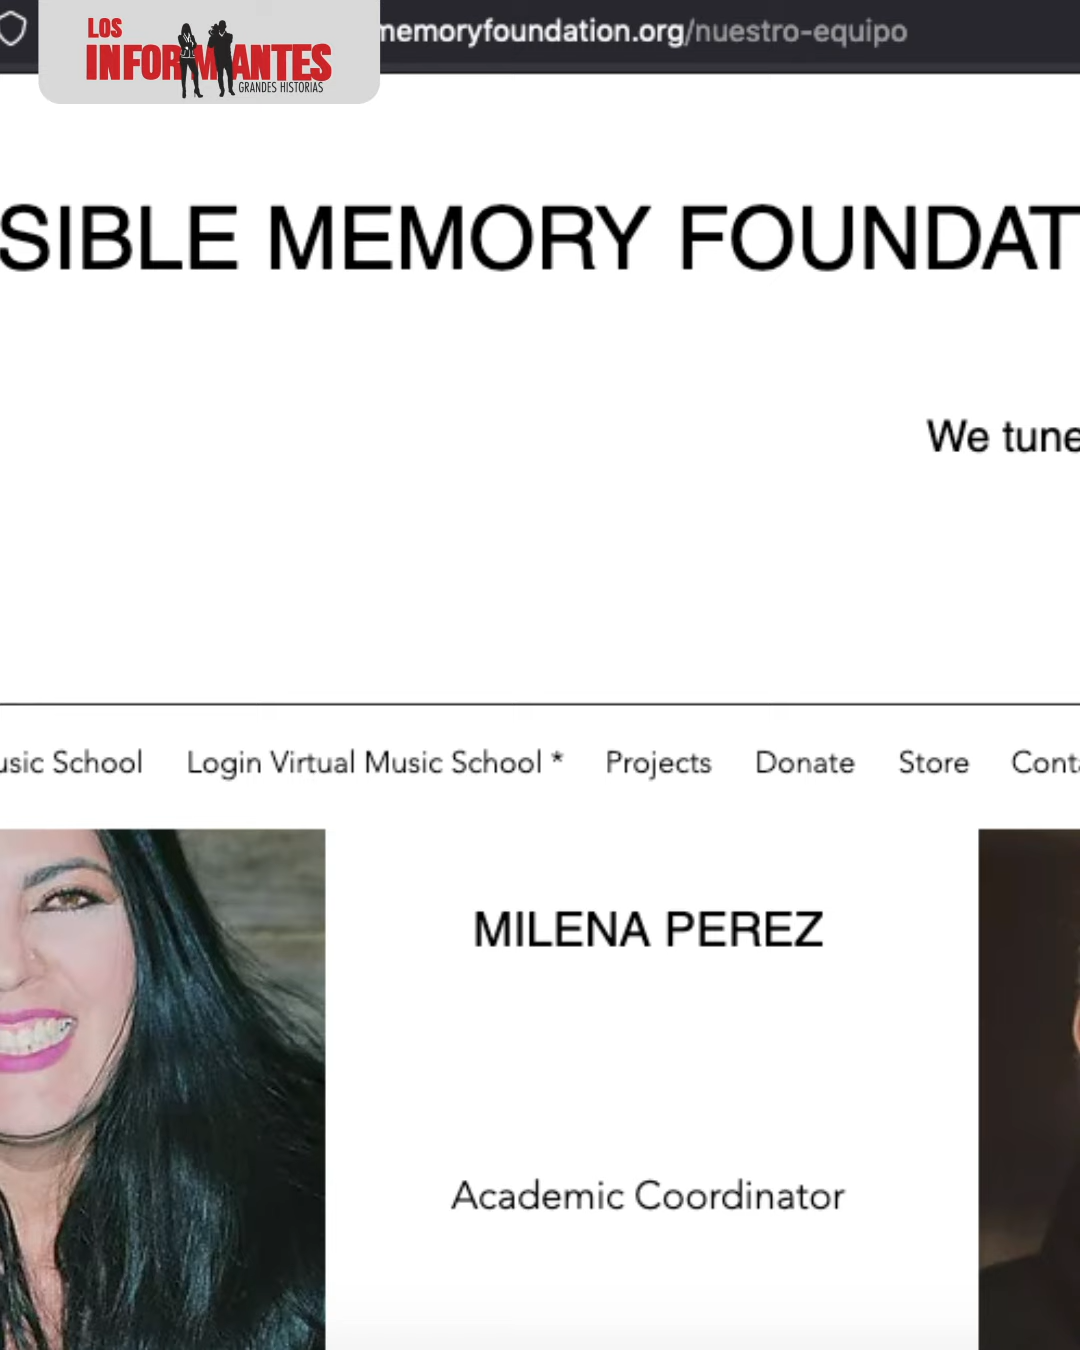 LOS
INFORMANTES
GRANDES HISTORIAS
memoryfoundation.org/nuestro-equipo
SIBLE MEMORY FOUNDAT
We tune
usic School Login Virtual Music School * Projects Donate Store Conta
MILENA PEREZ
Academic Coordinator